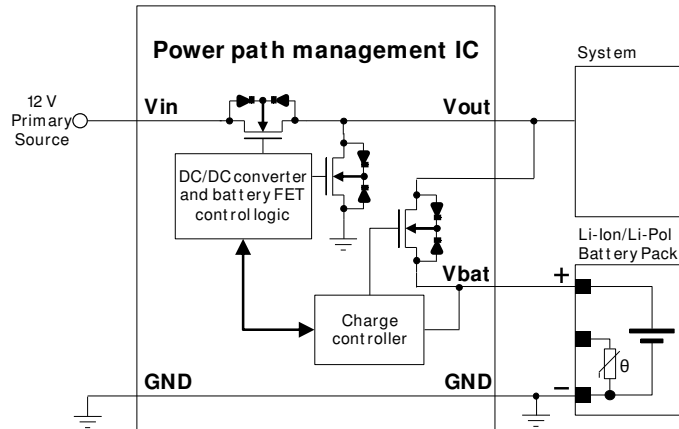 Power path management IC
System
12 V
Primary
Source
Vin
Vout
DC/DC converter
and battery FET
control logic
Li-Ion/Li-Pol
Battery Pack
Vbat
+
Charge
controller
θ
GND
GND
−